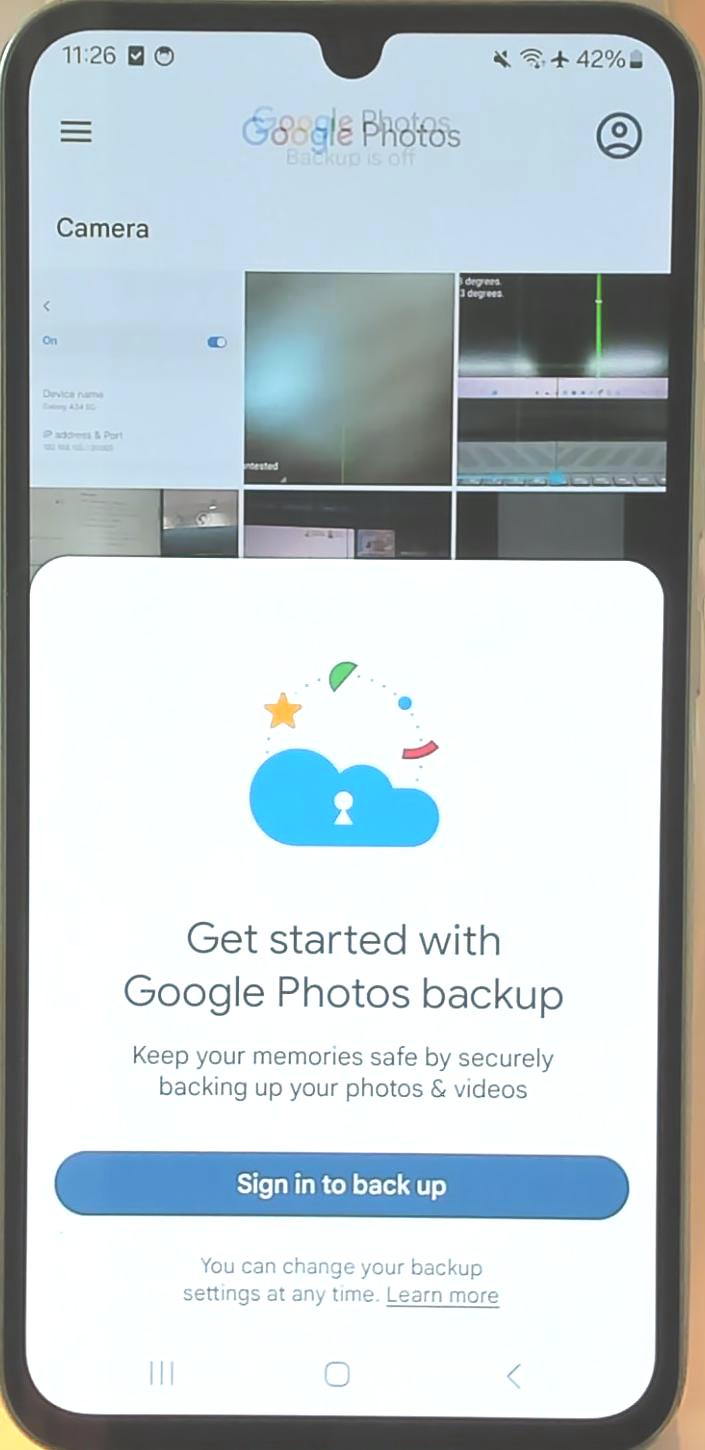 11:26
42%
Google Photos
Backup is off
Camera
On
Device name
Galaxy A34 5G
IP address & Port
degrees.
3 degrees.
Get started with
Google Photos backup
Keep your memories safe by securely
backing up your photos & videos
Sign in to back up
You can change your backup
settings at any time. Learn more